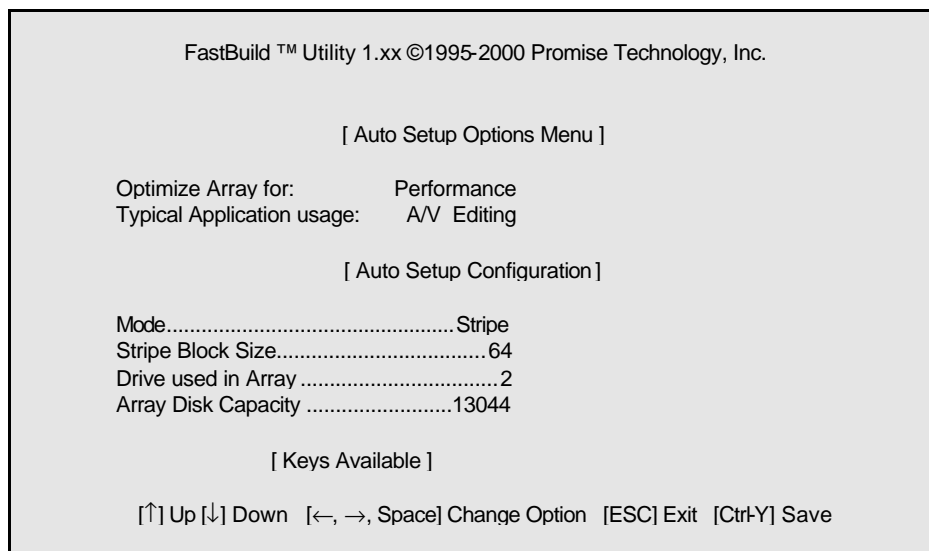 FastBuild ™ Utility 1.xx ©1995-2000 Promise Technology, Inc.
[ Auto Setup Options Menu ]
Optimize Array for: Performance
Typical Application usage: A/V Editing
[ Auto Setup Configuration ]
Mode.................................................Stripe
Stripe Block Size....................................64
Drive used in Array ..................................2
Array Disk Capacity .........................13044
[ Keys Available ]
[↑] Up [↓] Down [←, →, Space] Change Option [ESC] Exit [Ctrl-Y] Save